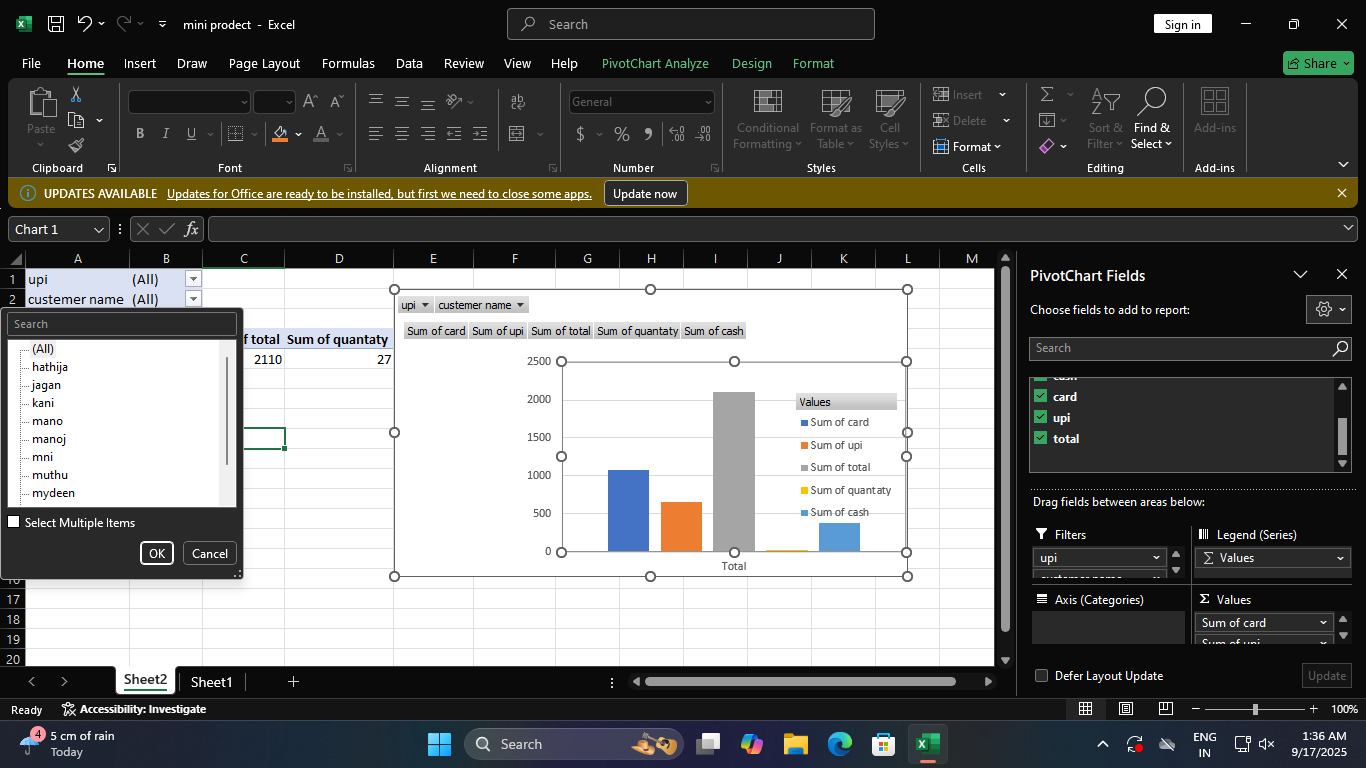 mini prodect - Excel
Search
Sign in
File Home Insert Draw Page Layout Formulas Data Review View Help PivotChart Analyze Design Format Share
Paste
B I U A
General
$ % 9
Conditional Formatting
Format as Table
Cell Styles
Insert
Delete
Format
Sort & Filter
Find & Select
Add-ins
Clipboard Font Alignment Number Styles Cells Editing Add-ins
UPDATES AVAILABLE Updates for Office are ready to be installed, but first we need to close some apps. Update now
Chart 1 fx
A B C D E F G H I J K L M
1 upi (All)
2 custemer name (All)
Search
(All)
hathija
jagan
kani
mano
manoj
mni
muthu
mydeen
Select Multiple Items
OK Cancel
f total Sum of quantaty
2110 27
upi custemer name
Sum of card Sum of upi Sum of total Sum of quantaty Sum of cash
2500
2000
1500
1000
500
0
Total
Values
Sum of card
Sum of upi
Sum of total
Sum of quantaty
Sum of cash
17
18
19
20
PivotChart Fields
Choose fields to add to report:
Search
card
upi
total
Drag fields between areas below:
Filters
upi
Legend (Series)
Σ Values
Axis (Categories)
Σ Values
Sum of card
Defer Layout Update Update
Sheet2 Sheet1
Ready Accessibility: Investigate 100%
4
5 cm of rain
Today
Search
ENG
IN
1:36 AM
9/17/2025